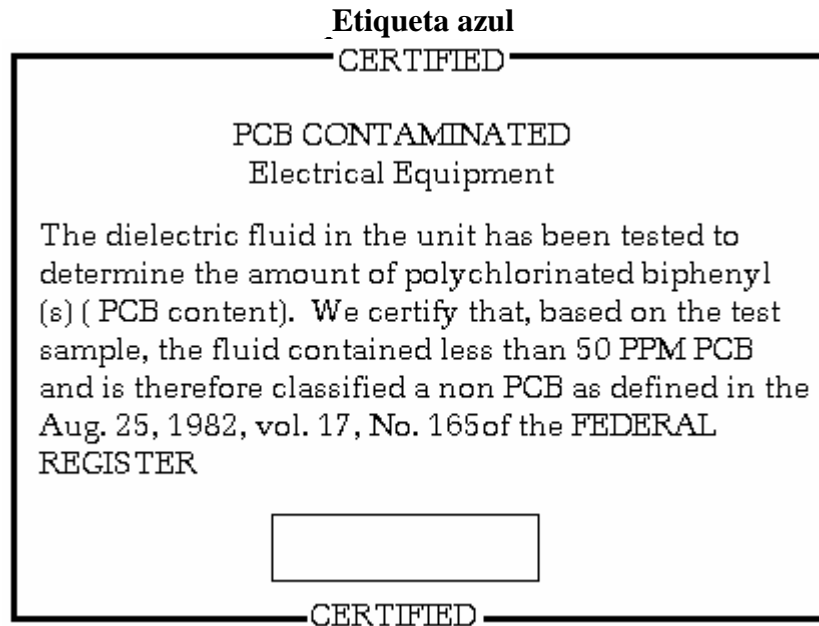 Etiqueta azul
CERTIFIED
PCB CONTAMINATED
Electrical Equipment
The dielectric fluid in the unit has been tested to
determine the amount of polychlorinated biphenyl
(s) ( PCB content).  We certify that, based on the test
sample, the fluid contained less than 50 PPM PCB
and is therefore classified a non PCB as defined in the
Aug. 25, 1982, vol. 17, No. 165of the FEDERAL
REGISTER
CERTIFIED